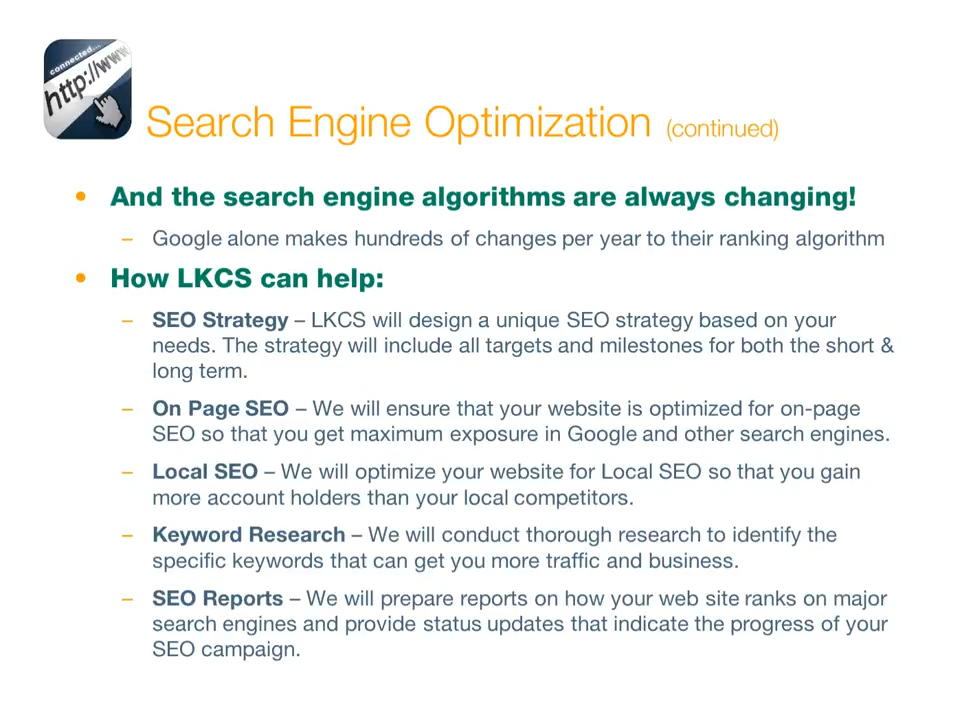 connected...
http://www
Search Engine Optimization (continued)
• And the search engine algorithms are always changing!
– Google alone makes hundreds of changes per year to their ranking algorithm
• How LKCS can help:
– SEO Strategy – LKCS will design a unique SEO strategy based on your
needs. The strategy will include all targets and milestones for both the short &
long term.
– On Page SEO – We will ensure that your website is optimized for on-page
SEO so that you get maximum exposure in Google and other search engines.
– Local SEO – We will optimize your website for Local SEO so that you gain
more account holders than your local competitors.
– Keyword Research – We will conduct thorough research to identify the
specific keywords that can get you more traffic and business.
– SEO Reports – We will prepare reports on how your web site ranks on major
search engines and provide status updates that indicate the progress of your
SEO campaign.